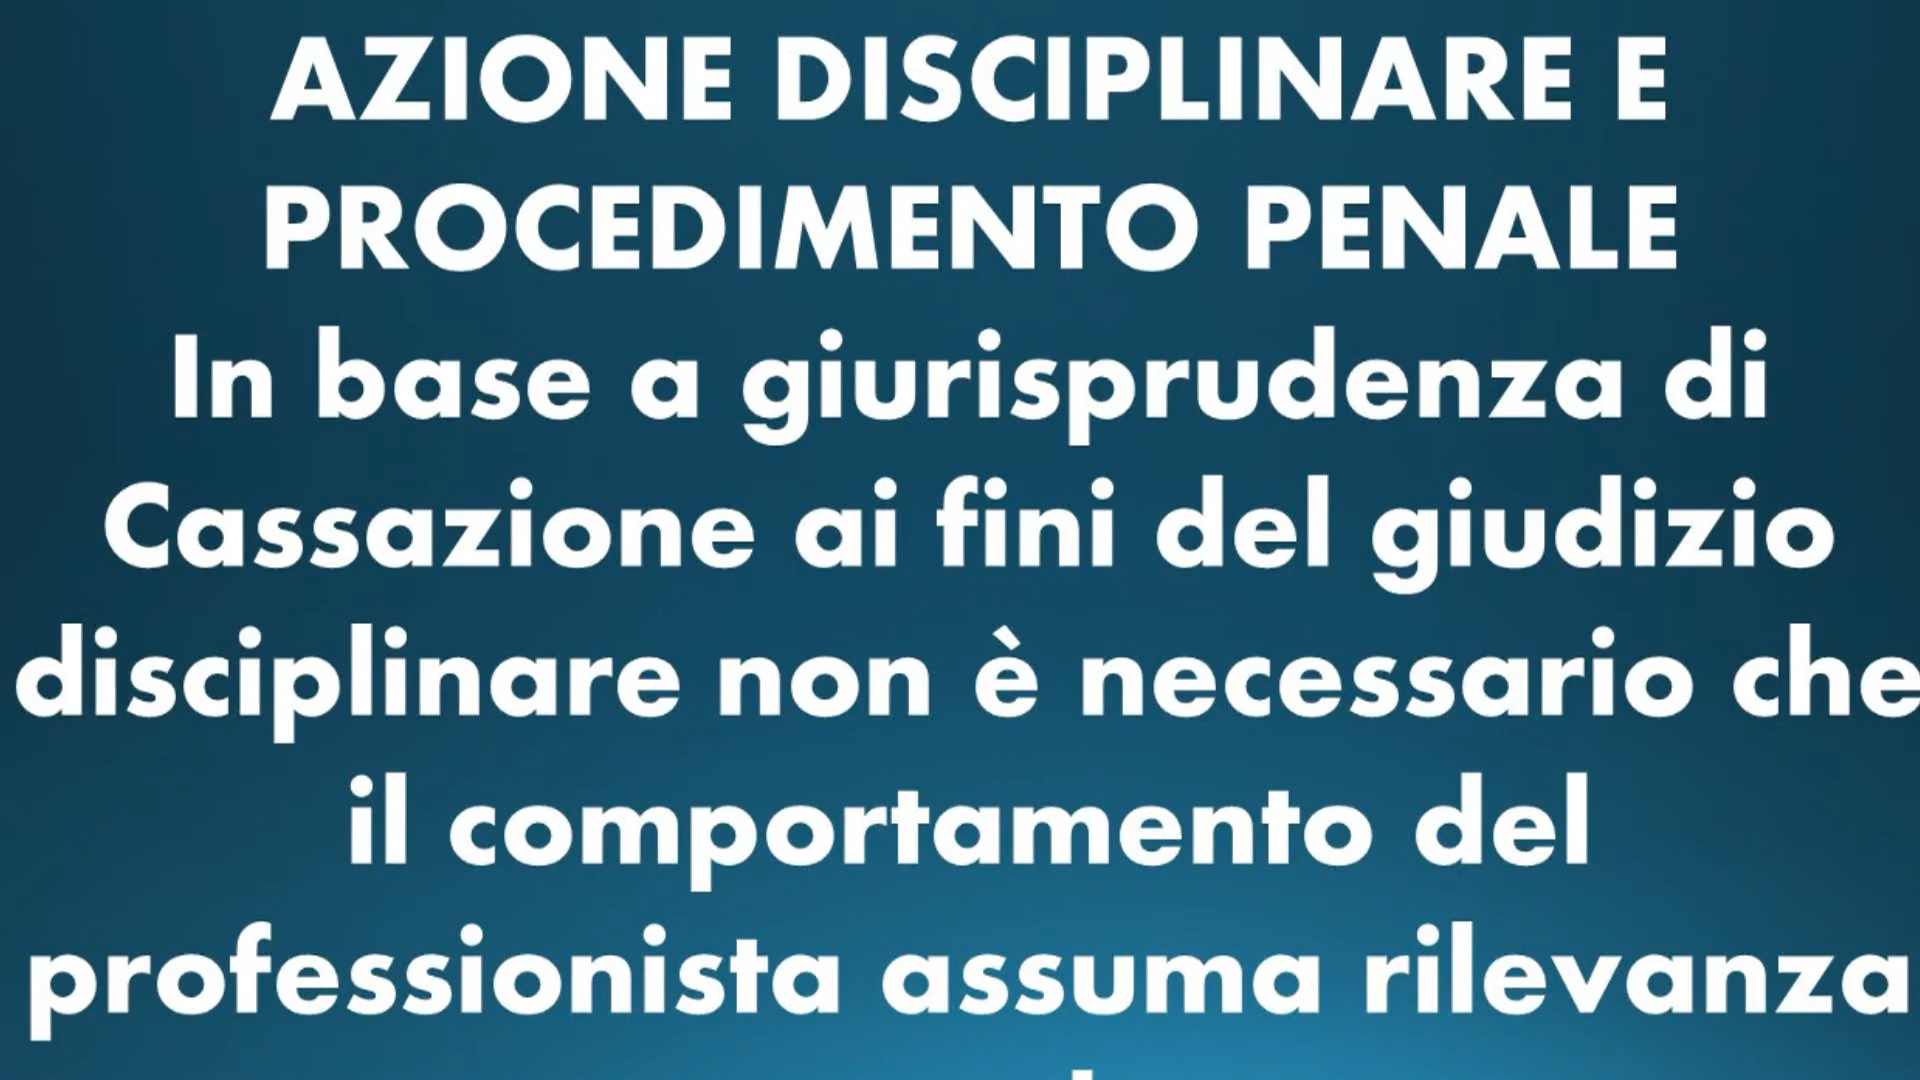 AZIONE DISCIPLINARE E
PROCEDIMENTO PENALE
In base a giurisprudenza di
Cassazione ai fini del giudizio
disciplinare non è necessario che
il comportamento del
professionista assuma rilevanza